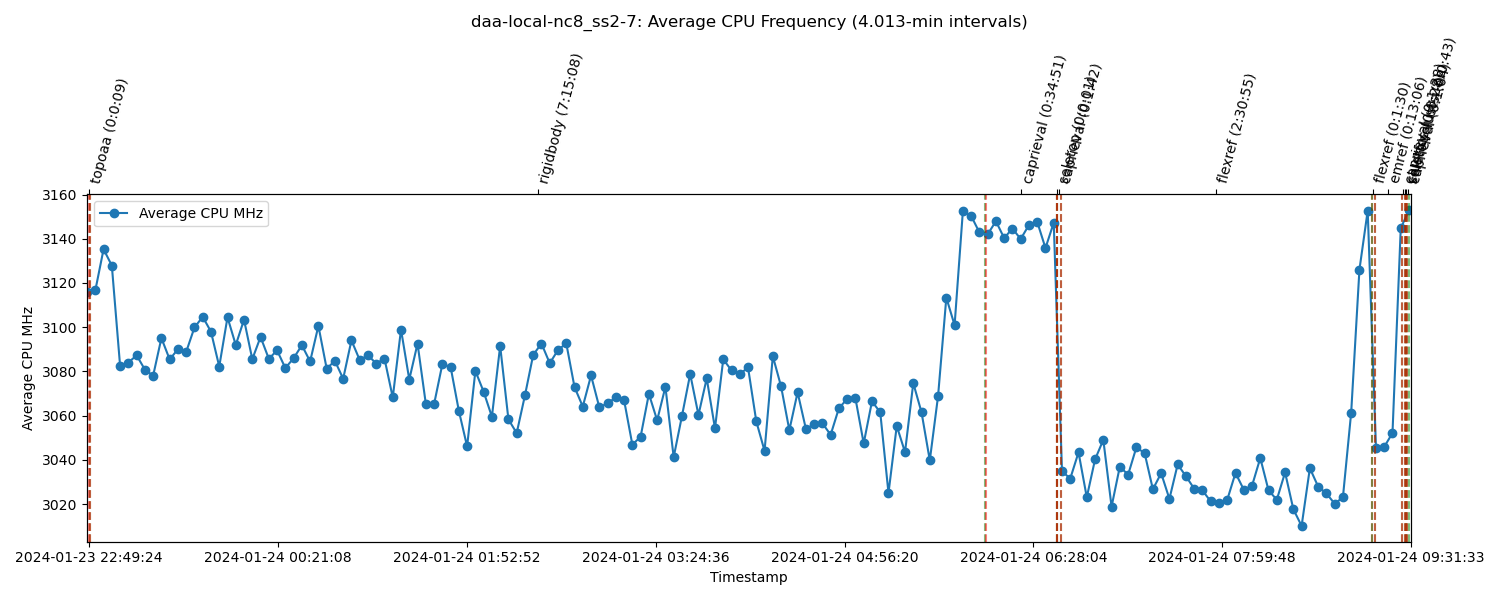 daa-local-nc8_ss2-7: Average CPU Frequency (4.013-min intervals)
topoaa (0:0:09)
rigidbody (7:15:08)
caprieval (0:34:51)
caprieval (0:1:42)
flexref (2:30:55)
flexref (0:1:30)
emref (0:13:06)
Average CPU MHz
3160
3140
3120
3100
3080
3060
3040
3020
Average CPU MHz
2024-01-23 22:49:24
2024-01-24 00:21:08
2024-01-24 01:52:52
2024-01-24 03:24:36
2024-01-24 04:56:20
2024-01-24 06:28:04
2024-01-24 07:59:48
2024-01-24 09:31:33
Timestamp